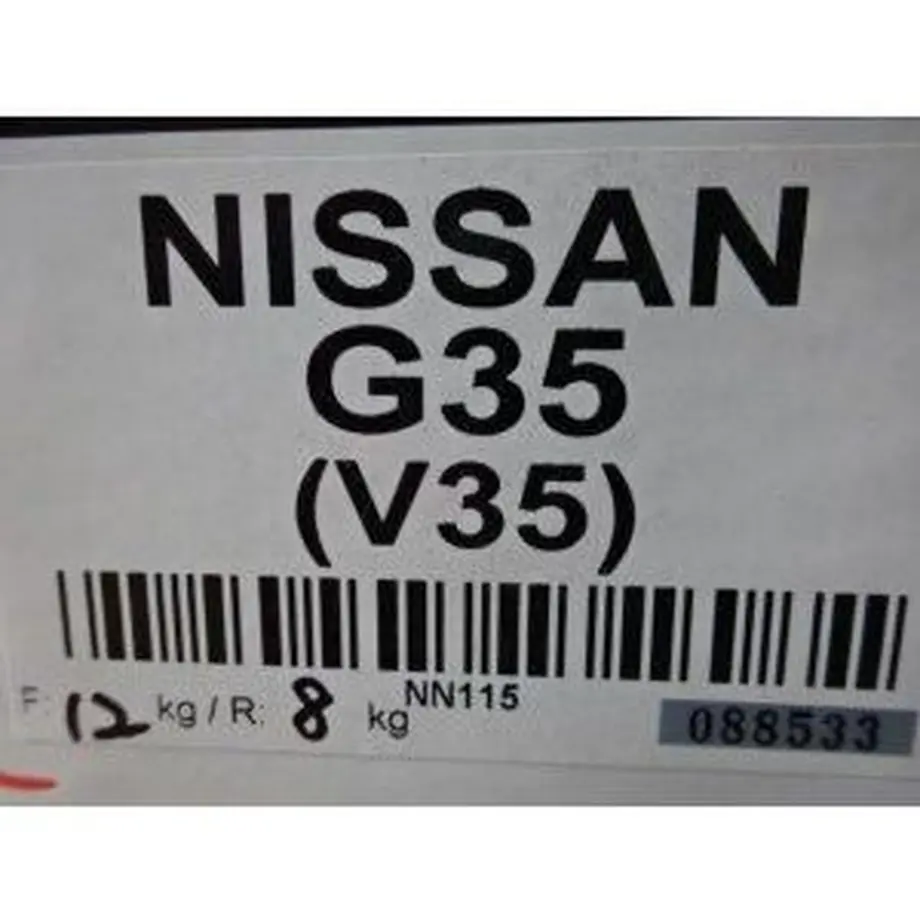 NISSAN
G35
(V35)
F: 12 kg / R: 8 kg NN115
088533